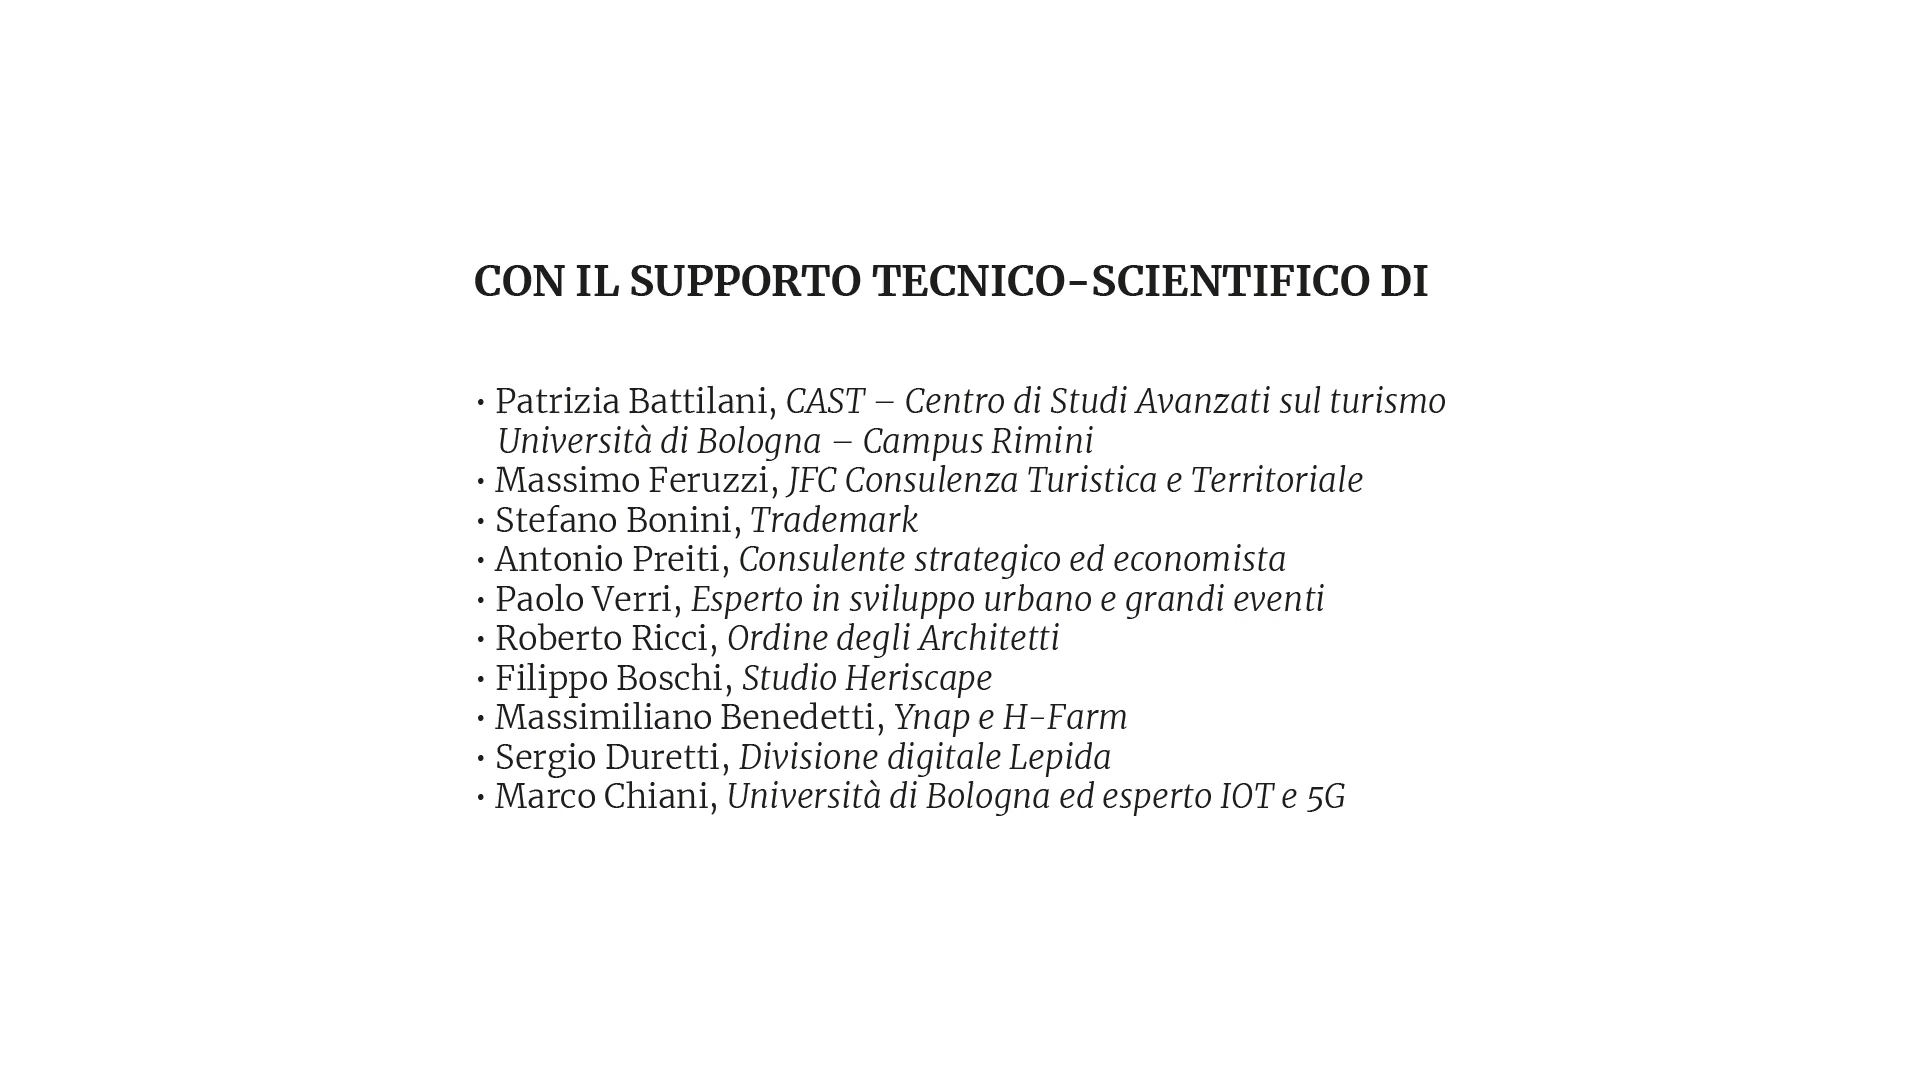 CON IL SUPPORTO TECNICO-SCIENTIFICO DI
• Patrizia Battilani, CAST – Centro di Studi Avanzati sul turismo
Università di Bologna – Campus Rimini
• Massimo Feruzzi, JFC Consulenza Turistica e Territoriale
• Stefano Bonini, Trademark
• Antonio Preiti, Consulente strategico ed economista
• Paolo Verri, Esperto in sviluppo urbano e grandi eventi
• Roberto Ricci, Ordine degli Architetti
• Filippo Boschi, Studio Heriscape
• Massimiliano Benedetti, Ynap e H-Farm
• Sergio Duretti, Divisione digitale Lepida
• Marco Chiani, Università di Bologna ed esperto IOT e 5G